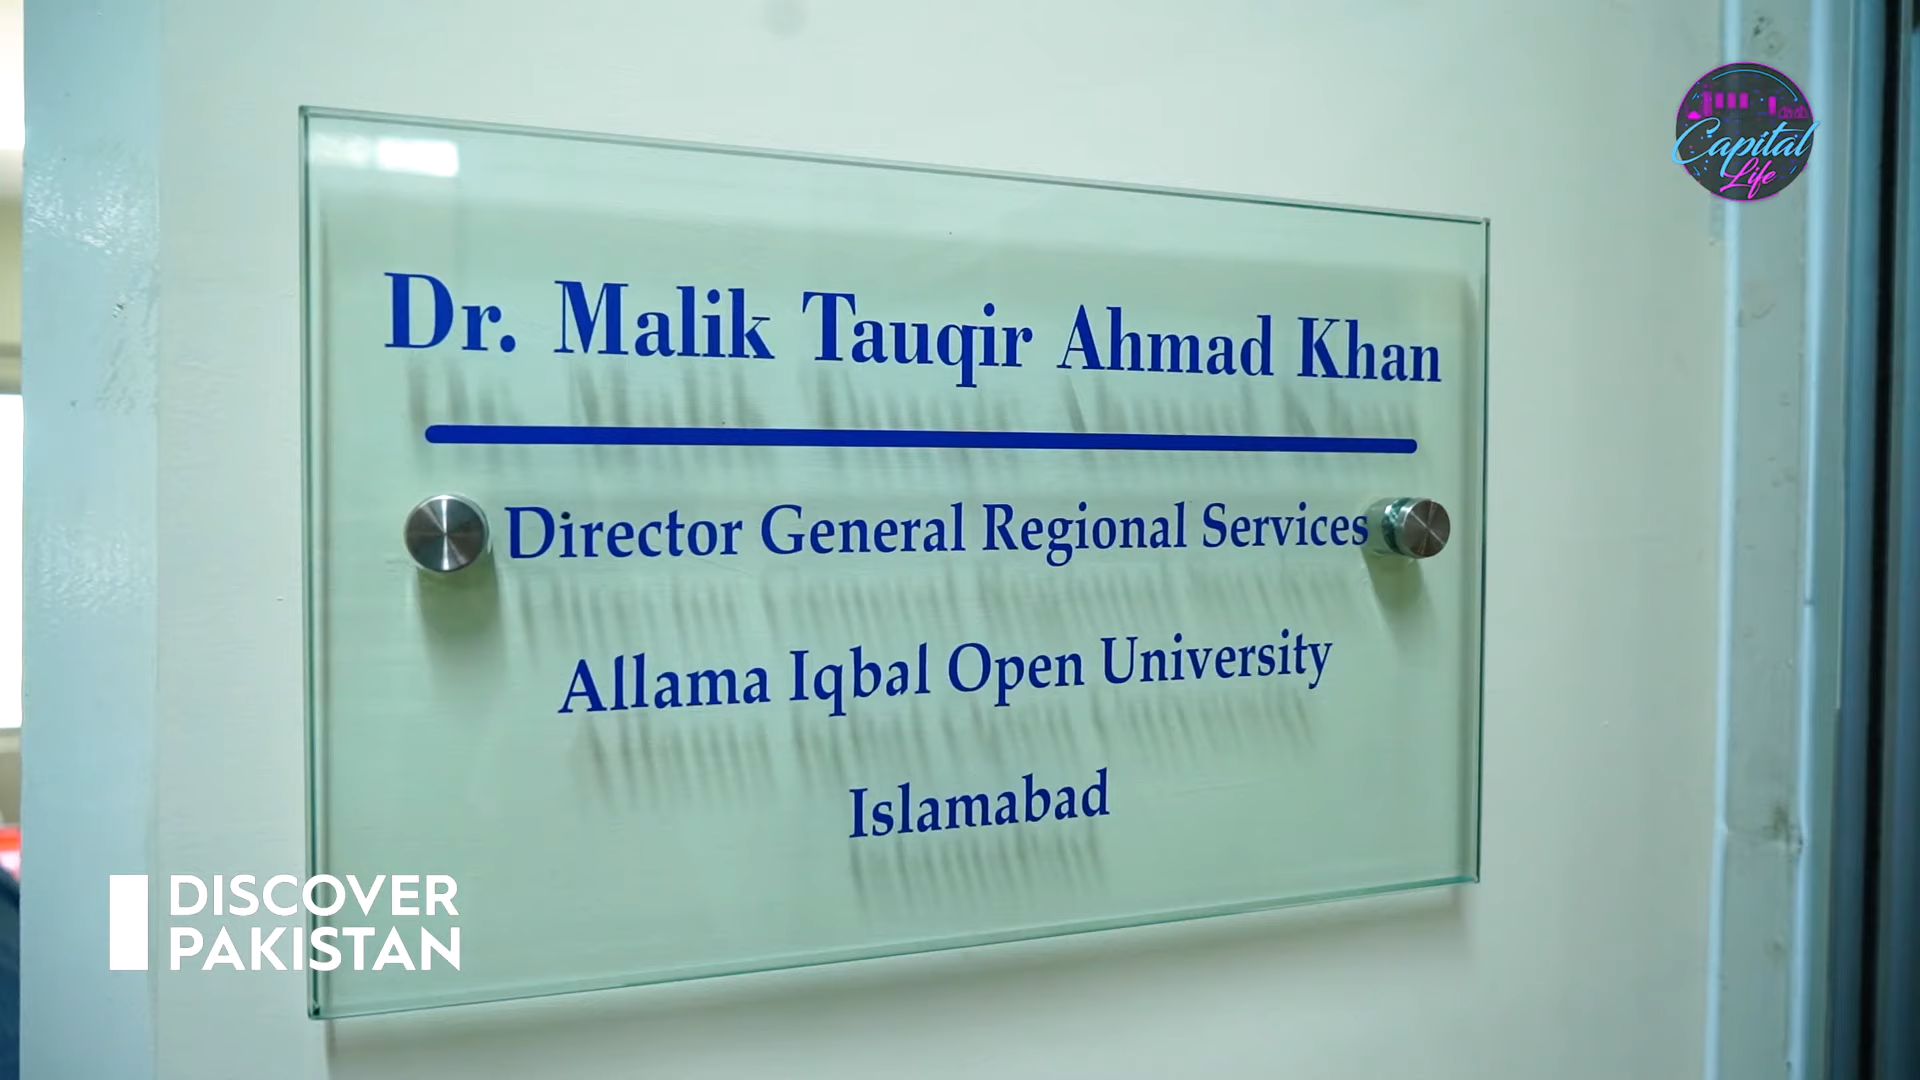 Capital
Life
Dr. Malik Tauqir Ahmad Khan
Director General Regional Services
Allama Iqbal Open University
Islamabad
DISCOVER
PAKISTAN